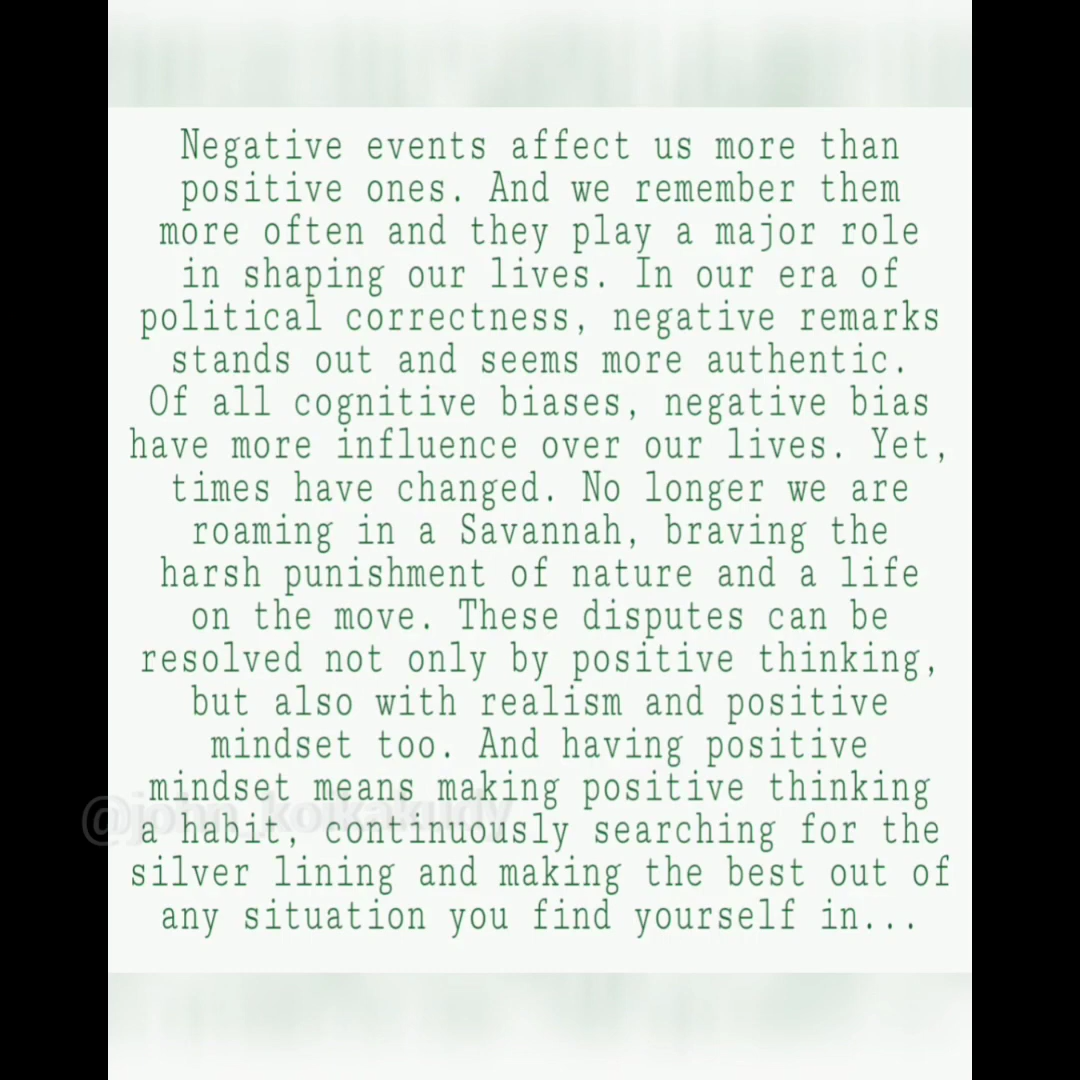 Negative events affect us more than
positive ones. And we remember them
more often and they play a major role
in shaping our lives. In our era of
political correctness, negative remarks
stands out and seems more authentic.
Of all cognitive biases, negative bias
have more influence over our lives. Yet,
times have changed. No longer we are
roaming in a Savannah, braving the
harsh punishment of nature and a life
on the move. These disputes can be
resolved not only by positive thinking,
but also with realism and positive
mindset too. And having positive
mindset means making positive thinking
a habit, continuously searching for the
silver lining and making the best out of
any situation you find yourself in...